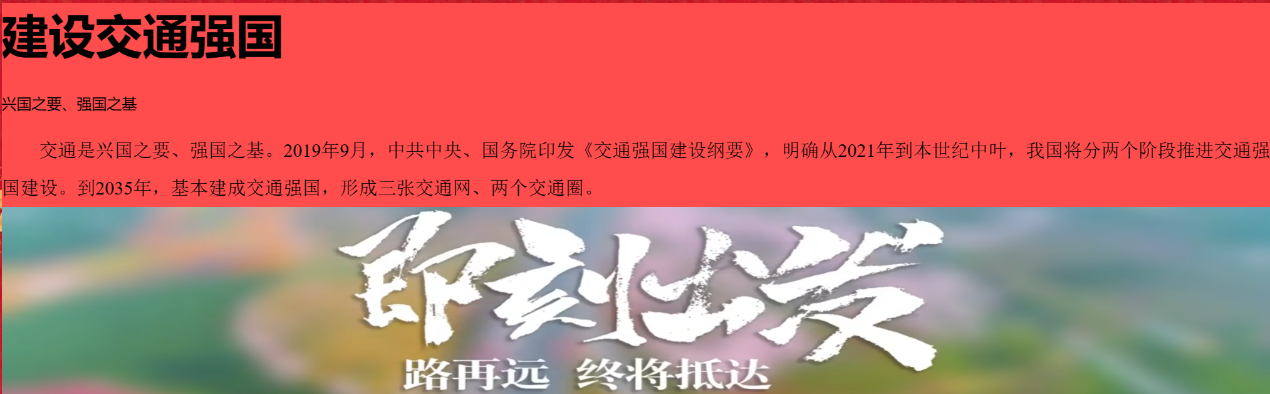 建设交通强国
兴国之要、强国之基
交通是兴国之要、强国之基。2019年9月，中共中央、国务院印发《交通强国建设纲要》，明确从2021年到本世纪中叶，我国将分两个阶段推进交通强
国建设。到2035年，基本建成交通强国，形成三张交通网、两个交通圈。
即刻出发
路再远 终将抵达